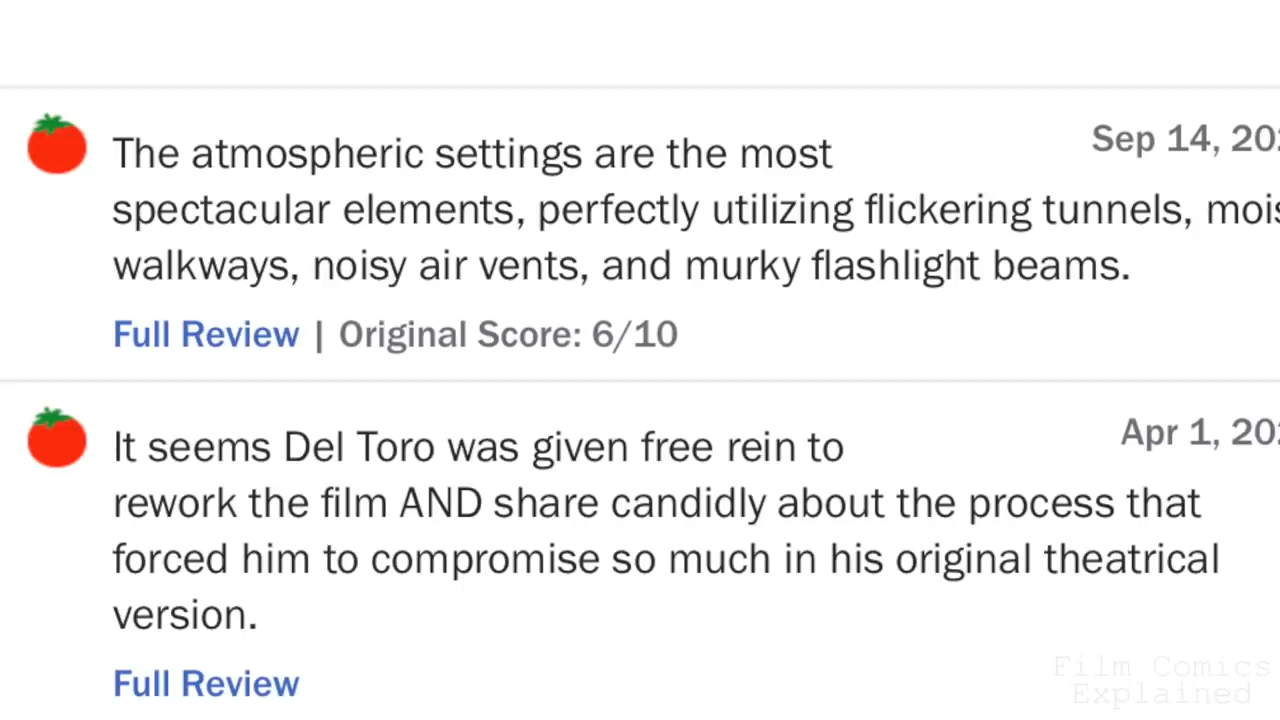 The atmospheric settings are the most
Sep 14, 20
spectacular elements, perfectly utilizing flickering tunnels,
walkways, noisy air vents, and murky flashlight beams.
Full Review | Original Score: 6/10
It seems Del Toro was given free rein to
Apr 1, 20
rework the film AND share candidly about the process that
forced him to compromise so much in his original theatrical
version.
Full Review
Film Comics
Explained